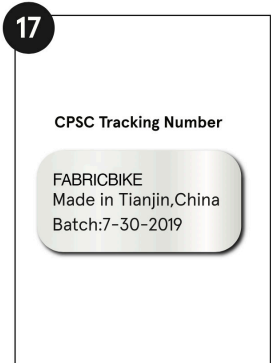 17
CPSC Tracking Number
FABRICBIKE
Made in Tianjin,China
Batch:7-30-2019